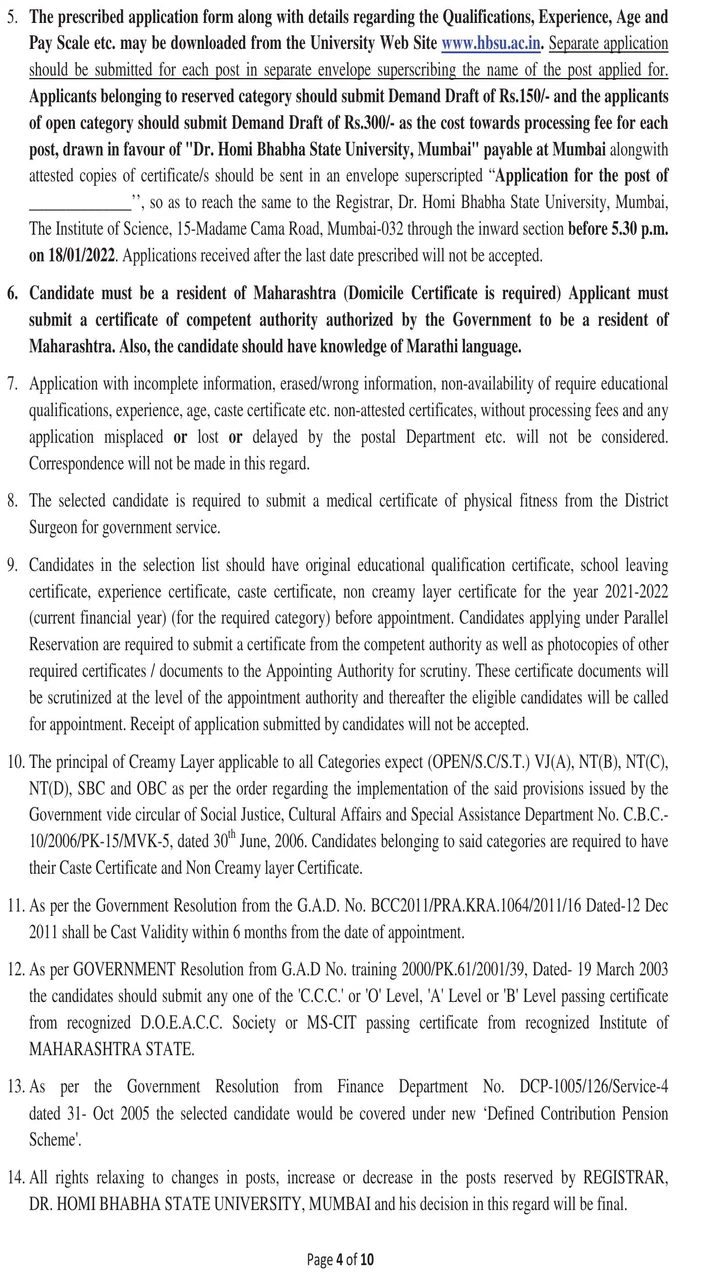 5. The prescribed application form along with details regarding the Qualifications, Experience, Age and
Pay Scale etc. may be downloaded from the University Web Site www.hbsu.ac.in. Separate application
should be submitted for each post in separate envelope superscribing the name of the post applied for.
Applicants belonging to reserved category should submit Demand Draft of Rs.150/- and the applicants
of open category should submit Demand Draft of Rs.300/- as the cost towards processing fee for each
post, drawn in favour of "Dr. Homi Bhabha State University, Mumbai" payable at Mumbai alongwith
attested copies of certificate/s should be sent in an envelope superscripted “Application for the post of
______________’’, so as to reach the same to the Registrar, Dr. Homi Bhabha State University, Mumbai,
The Institute of Science, 15-Madame Cama Road, Mumbai-032 through the inward section before 5.30 p.m.
on 18/01/2022. Applications received after the last date prescribed will not be accepted.
6. Candidate must be a resident of Maharashtra (Domicile Certificate is required) Applicant must
submit a certificate of competent authority authorized by the Government to be a resident of
Maharashtra. Also, the candidate should have knowledge of Marathi language.
7. Application with incomplete information, erased/wrong information, non-availability of require educational
qualifications, experience, age, caste certificate etc. non-attested certificates, without processing fees and any
application misplaced or lost or delayed by the postal Department etc. will not be considered.
Correspondence will not be made in this regard.
8. The selected candidate is required to submit a medical certificate of physical fitness from the District
Surgeon for government service.
9. Candidates in the selection list should have original educational qualification certificate, school leaving
certificate, experience certificate, caste certificate, non creamy layer certificate for the year 2021-2022
(current financial year) (for the required category) before appointment. Candidates applying under Parallel
Reservation are required to submit a certificate from the competent authority as well as photocopies of other
required certificates / documents to the Appointing Authority for scrutiny. These certificate documents will
be scrutinized at the level of the appointment authority and thereafter the eligible candidates will be called
for appointment. Receipt of application submitted by candidates will not be accepted.
10. The principal of Creamy Layer applicable to all Categories expect (OPEN/S.C/S.T.) VJ(A), NT(B), NT(C),
NT(D), SBC and OBC as per the order regarding the implementation of the said provisions issued by the
Government vide circular of Social Justice, Cultural Affairs and Special Assistance Department No. C.B.C.-
10/2006/PK-15/MVK-5, dated 30th June, 2006. Candidates belonging to said categories are required to have
their Caste Certificate and Non Creamy layer Certificate.
11. As per the Government Resolution from the G.A.D. No. BCC2011/PRA.KRA.1064/2011/16 Dated-12 Dec
2011 shall be Cast Validity within 6 months from the date of appointment.
12. As per GOVERNMENT Resolution from G.A.D No. training 2000/PK.61/2001/39, Dated- 19 March 2003
the candidates should submit any one of the 'C.C.C.' or 'O' Level, 'A' Level or 'B' Level passing certificate
from recognized D.O.E.A.C.C. Society or MS-CIT passing certificate from recognized Institute of
MAHARASHTRA STATE.
13. As per the Government Resolution from Finance Department No. DCP-1005/126/Service-4
dated 31- Oct 2005 the selected candidate would be covered under new ‘Defined Contribution Pension
Scheme'.
14. All rights relaxing to changes in posts, increase or decrease in the posts reserved by REGISTRAR,
DR. HOMI BHABHA STATE UNIVERSITY, MUMBAI and his decision in this regard will be final.
Page 4 of 10